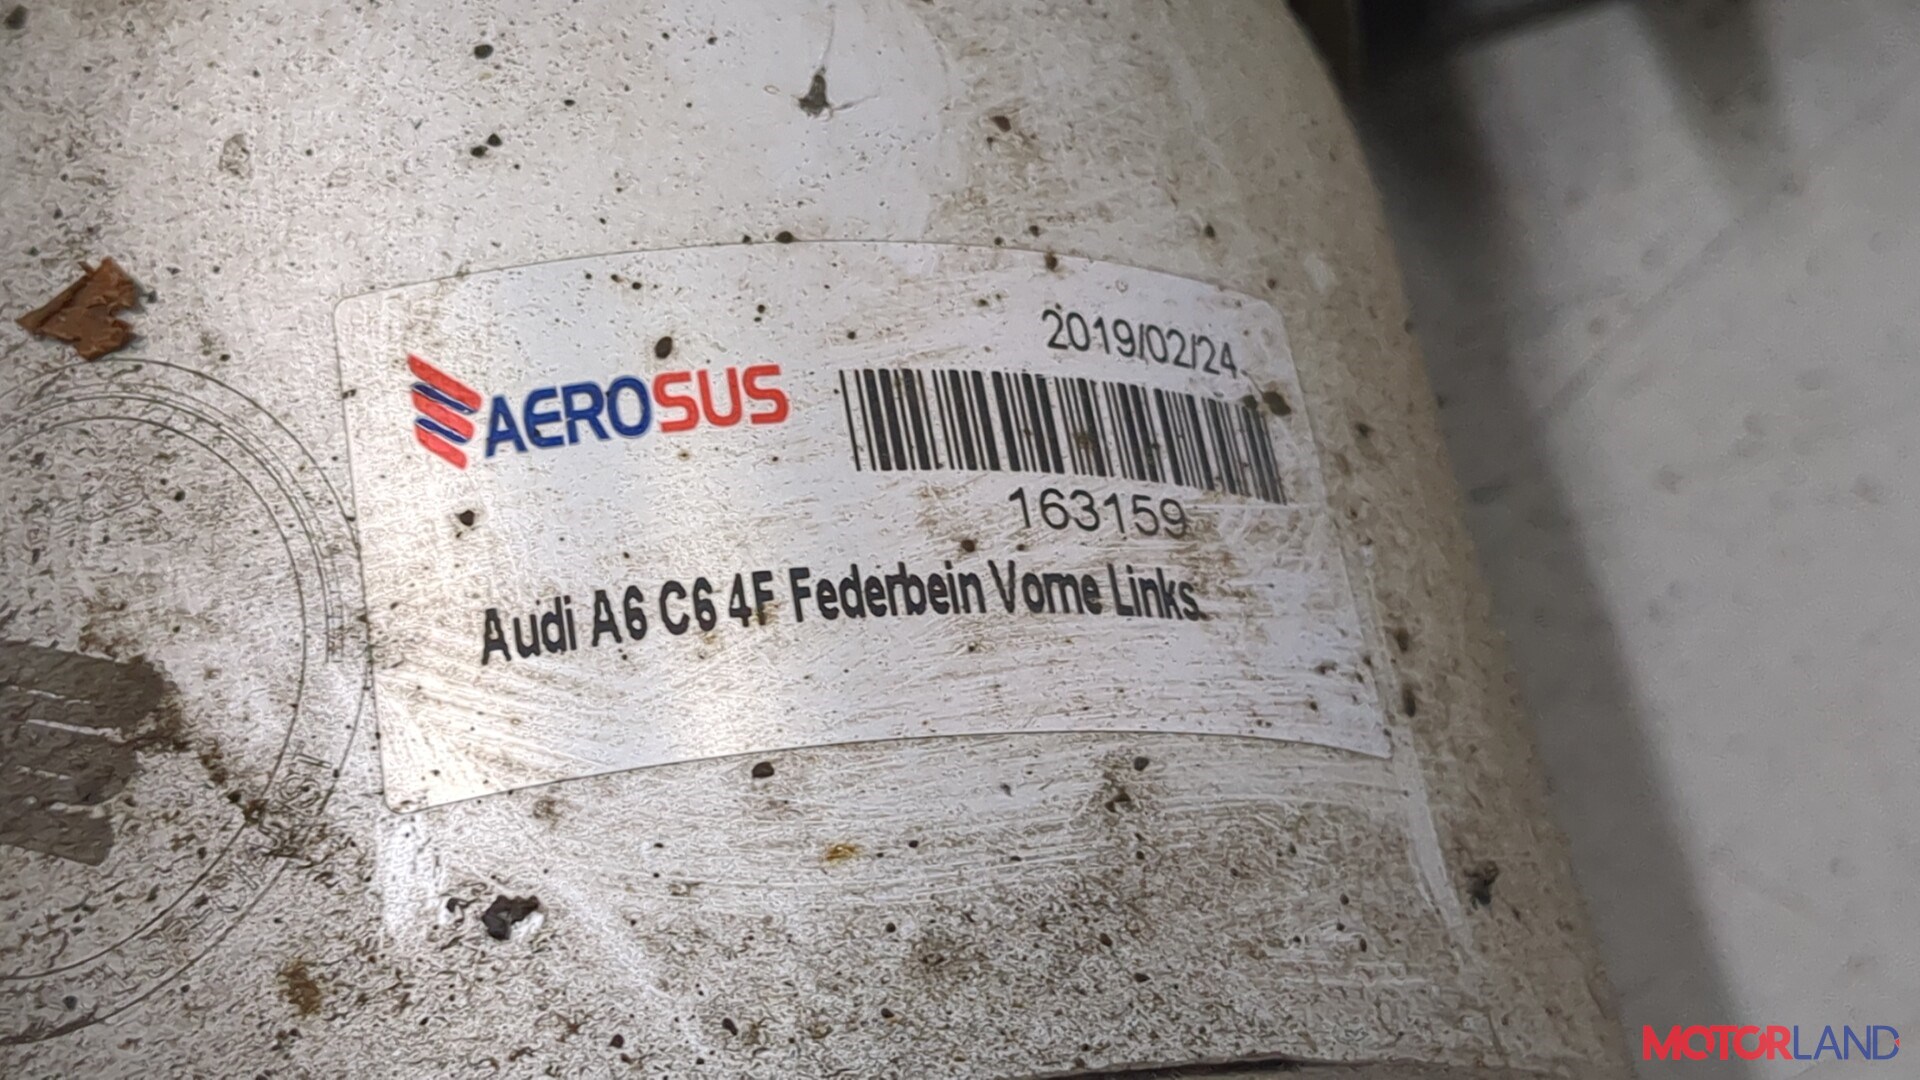 2019/02/24
AEROSUS
163159
Audi A6 C6 4F Federbein Vorne Links
MOTORLAND